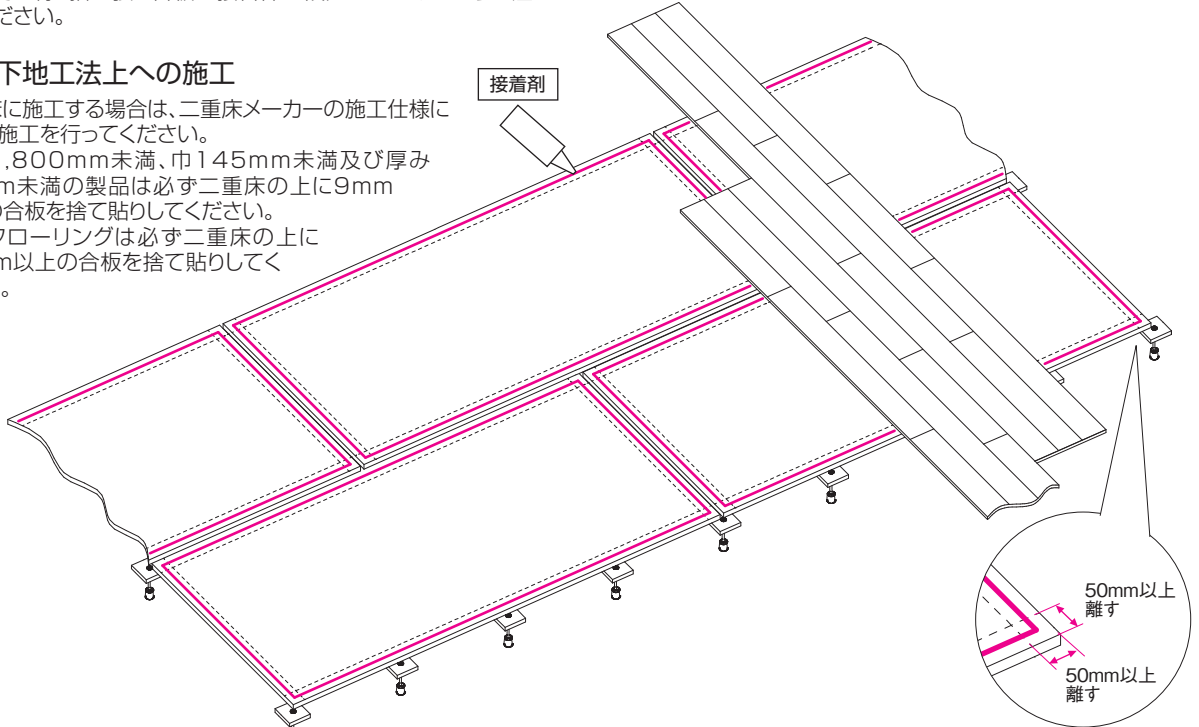 ださい。
下地工法上への施工
に施工する場合は、二重床メーカーの施工仕様に
施工を行ってください。
,800mm未満、巾145mm未満及び厚み
m未満の製品は必ず二重床の上に9mm
の合板を捨て貼りしてください。
フローリングは必ず二重床の上に
m以上の合板を捨て貼りしてく
。
接着剤
50mm以上
離す
50mm以上
離す